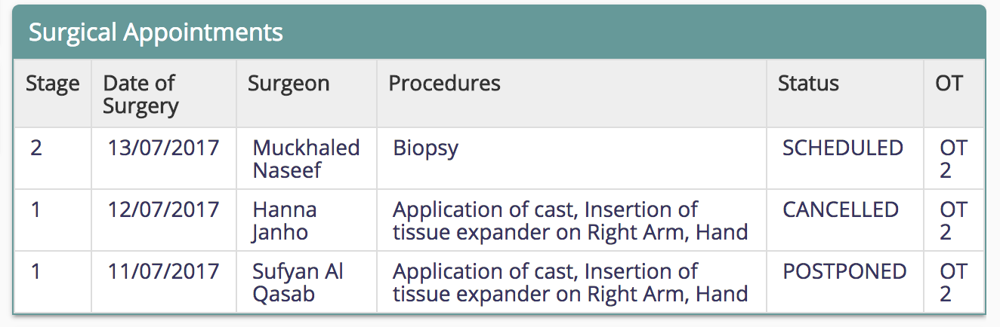 Surgical Appointments
Stage Date of Surgery Surgeon Procedures Status OT
2 13/07/2017 Muckhaled Naseef Biopsy SCHEDULED OT 2
1 12/07/2017 Hanna Janho Application of cast, Insertion of tissue expander on Right Arm, Hand CANCELLED OT 2
1 11/07/2017 Sufyan Al Qasab Application of cast, Insertion of tissue expander on Right Arm, Hand POSTPONED OT 2